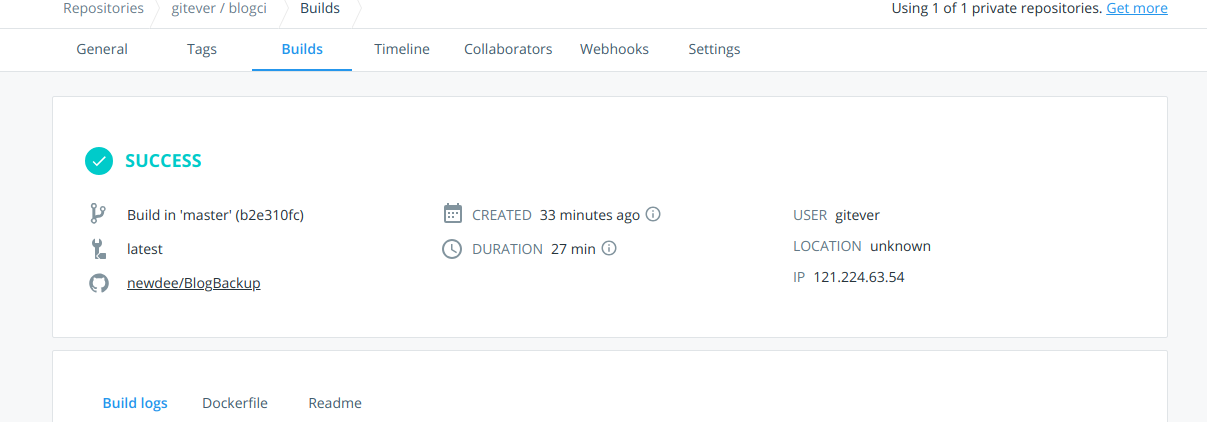 Repositories gitever / blogci Builds Using 1 of 1 private repositories. Get more
General Tags Builds Timeline Collaborators Webhooks Settings
SUCCESS
Build in 'master' (b2e310fc) CREATED 33 minutes ago USER gitever
latest DURATION 27 min LOCATION unknown
newdee/BlogBackup IP 121.224.63.54
Build logs Dockerfile Readme